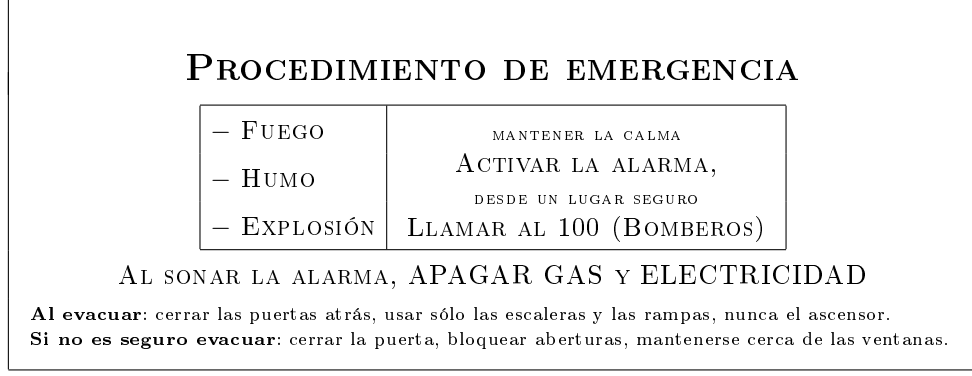 Procedimiento de emergencia
– Fuego
– Humo
– Explosión
mantener la calma
Activar la alarma,
desde un lugar seguro
Llamar al 100 (Bomberos)
Al sonar la alarma, APAGAR GAS y ELECTRICIDAD
Al evacuar: cerrar las puertas atrás, usar sólo las escaleras y las rampas, nunca el ascensor.
Si no es seguro evacuar: cerrar la puerta, bloquear aberturas, mantenerse cerca de las ventanas.